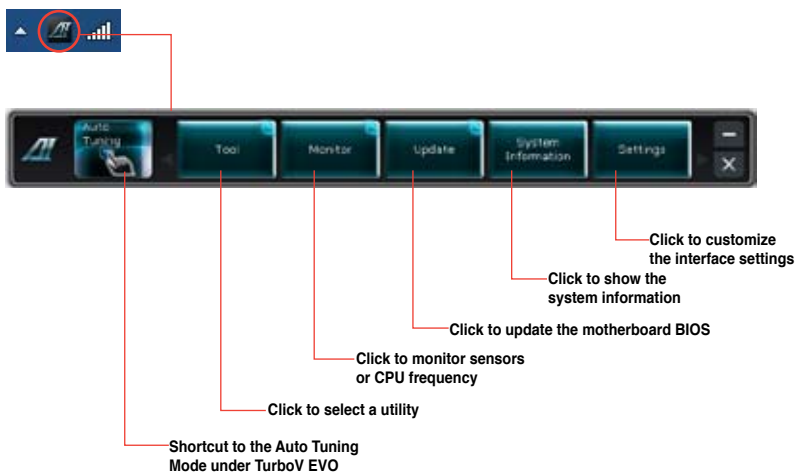 Auto
Tuning
Tool
Monitor
Update
System
Information
Settings
Click to customize
the interface settings
Click to show the
system information
Click to update the motherboard BIOS
Click to monitor sensors
or CPU frequency
Click to select a utility
Shortcut to the Auto Tuning
Mode under TurboV EVO